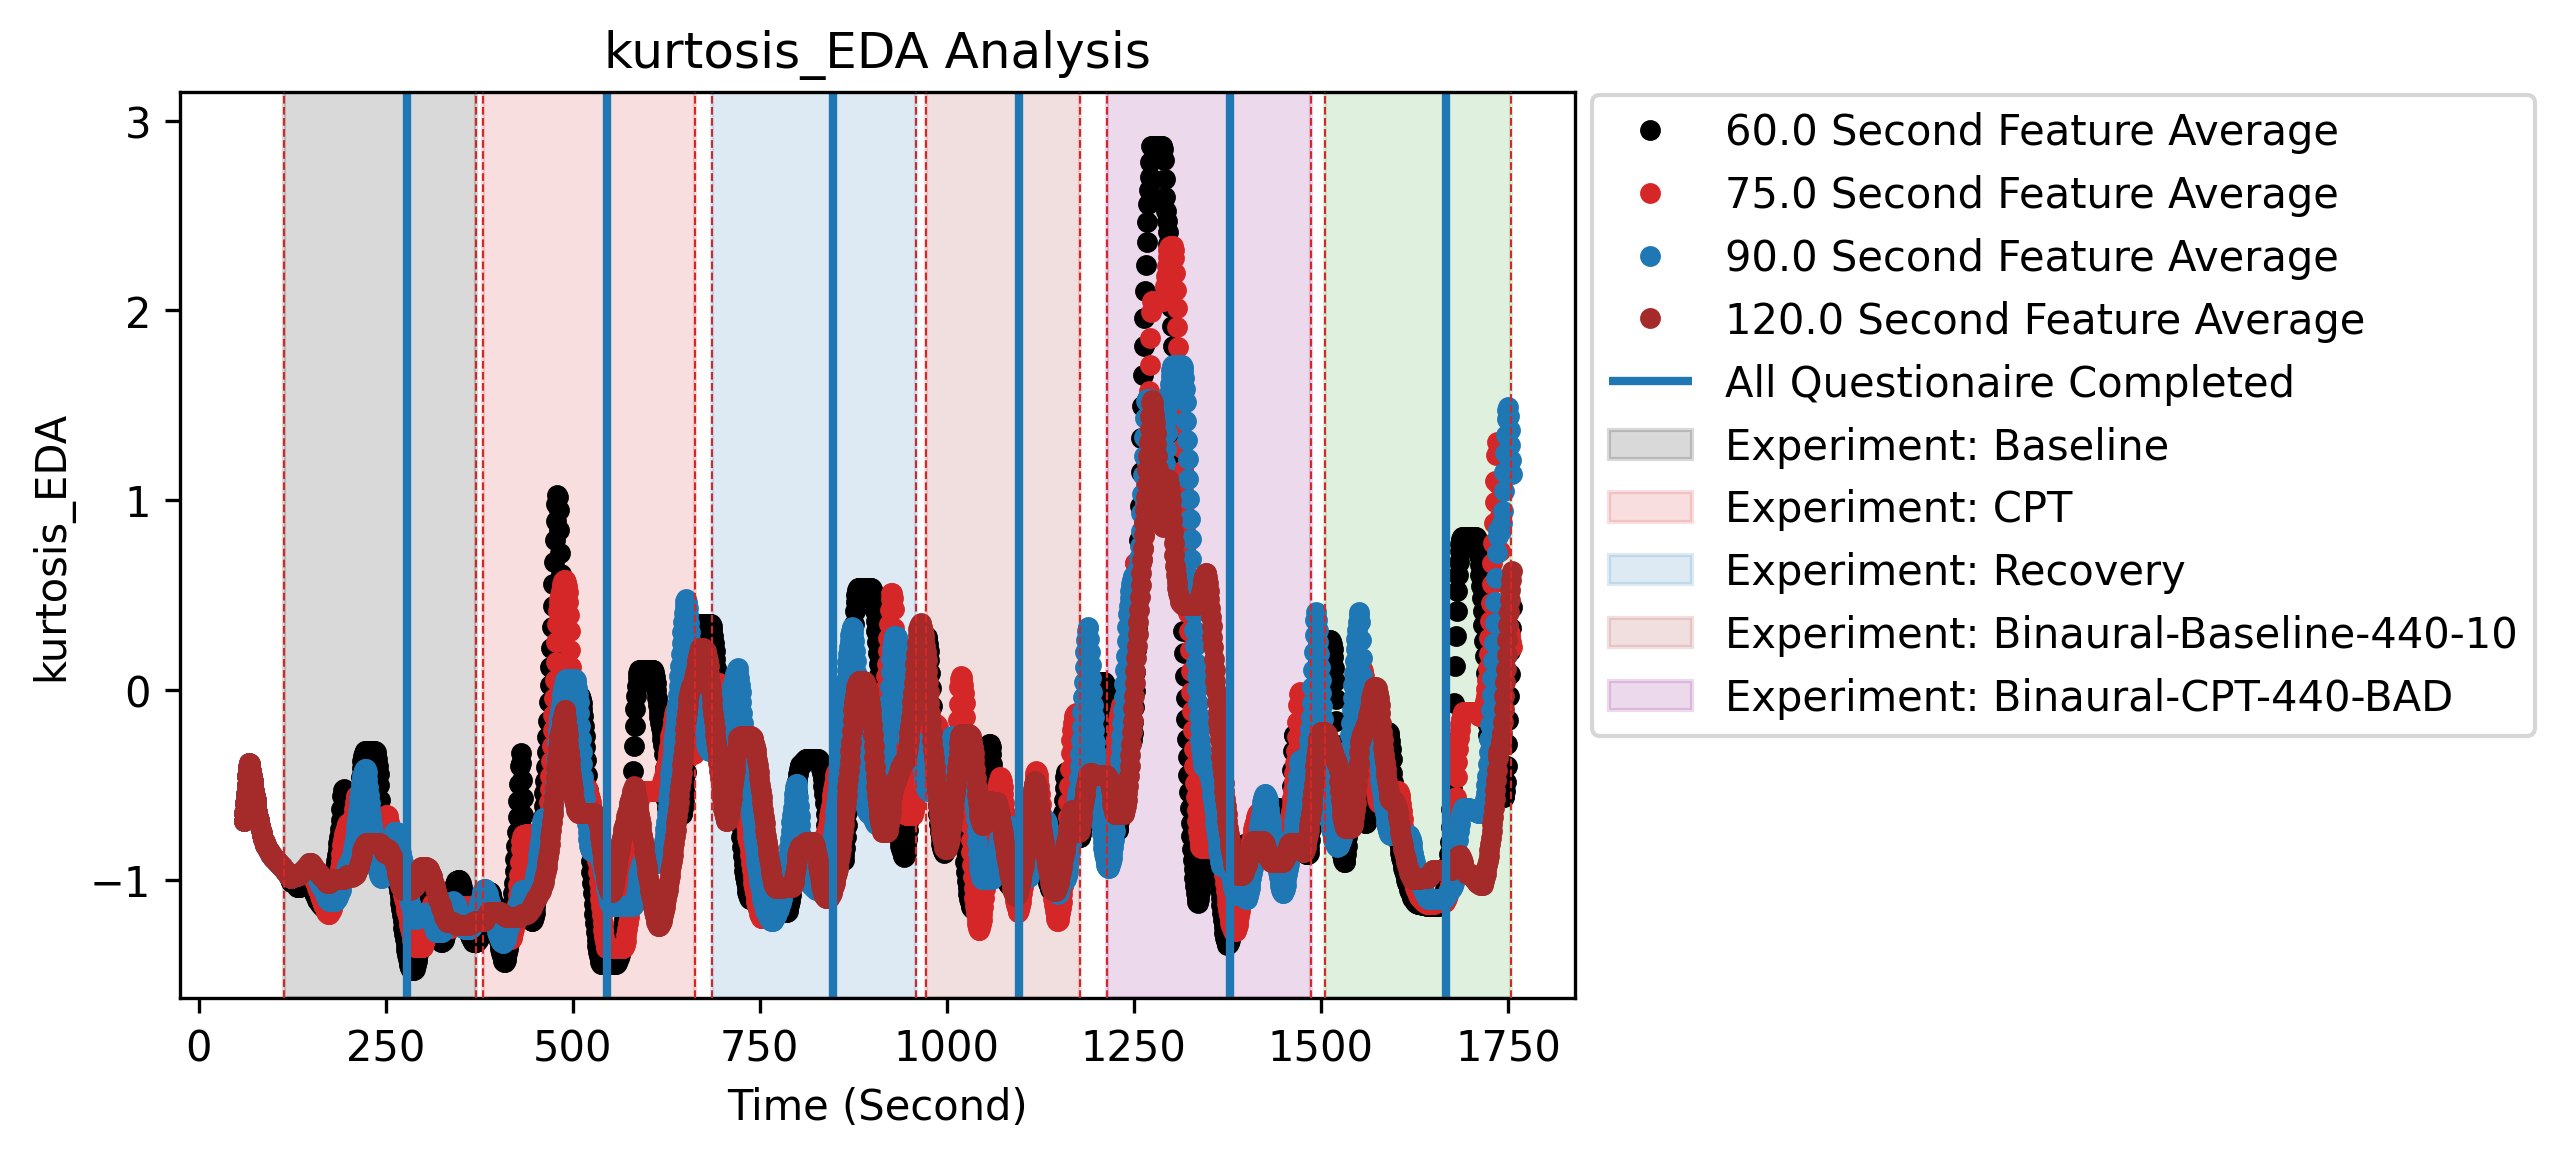 kurtosis_EDA Analysis
3
2
1
0
−1
kurtosis_EDA
0 250 500 750 1000 1250 1500 1750
Time (Second)
60.0 Second Feature Average
75.0 Second Feature Average
90.0 Second Feature Average
120.0 Second Feature Average
All Questionaire Completed
Experiment: Baseline
Experiment: CPT
Experiment: Recovery
Experiment: Binaural-Baseline-440-10
Experiment: Binaural-CPT-440-BAD